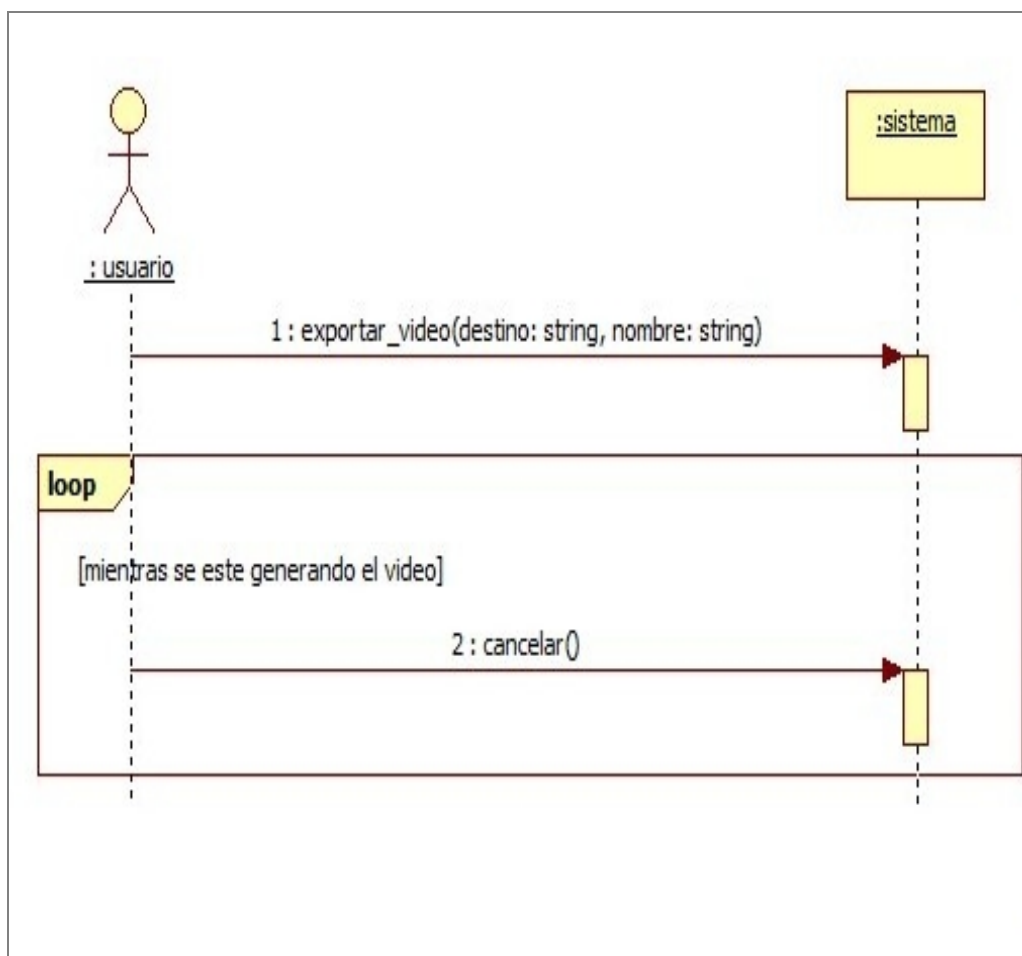 :sistema
: usuario
1 : exportar_video(destino: string, nombre: string)
loop
[mientras se este generando el video]
2 : cancelar()